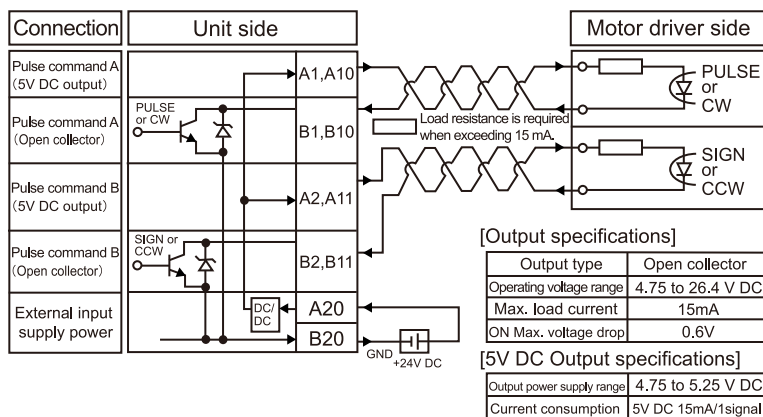 Connection
Unit side
Motor driver side
Pulse command A
(5V DC output)
A1,A10
PULSE
or
CW
Pulse command A
(Open collector)
PULSE
or CW
B1,B10
Load resistance is required
when exceeding 15 mA.
Pulse command B
(5V DC output)
A2,A11
SIGN
or
CCW
Pulse command B
(Open collector)
SIGN or
CCW
B2,B11
External input
supply power
DC/
DC
A20
B20
GND
+24V DC
[Output specifications]
Output type Open collector
Operating voltage range 4.75 to 26.4 V DC
Max. load current 15mA
ON Max. voltage drop 0.6V
[5V DC Output specifications]
Output power supply range 4.75 to 5.25 V DC
Current consumption 5V DC 15mA/1signal